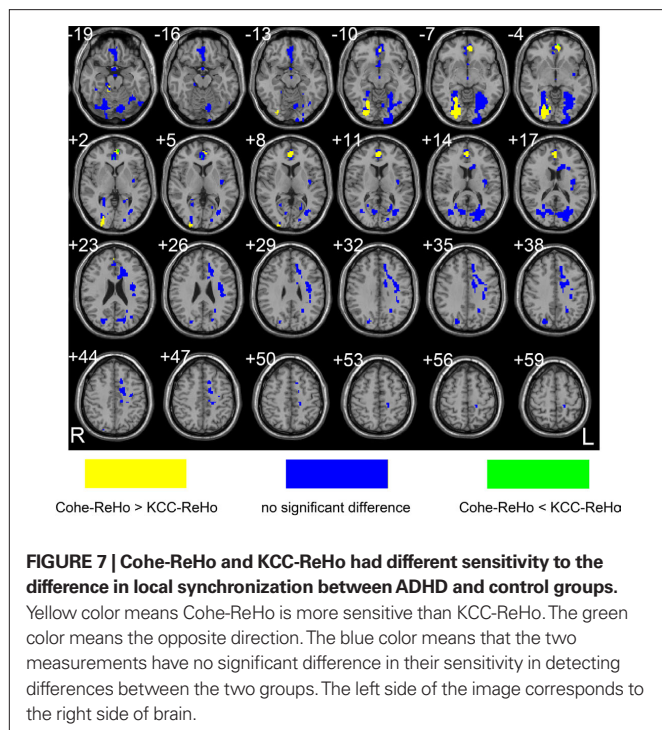 -19 -16 -13 -10 -7 -4
+2 +5 +8 +11 +14 +17
+23 +26 +29 +32 +35 +38
+44 +47 +50 +53 +56 +59
R L
Cohe-ReHo > KCC-ReHo no significant difference Cohe-ReHo < KCC-ReHo
FIGURE 7 | Cohe-ReHo and KCC-ReHo had different sensitivity to the
difference in local synchronization between ADHD and control groups.
Yellow color means Cohe-ReHo is more sensitive than KCC-ReHo. The green
color means the opposite direction. The blue color means that the two
measurements have no significant difference in their sensitivity in detecting
differences between the two groups. The left side of the image corresponds to
the right side of brain.